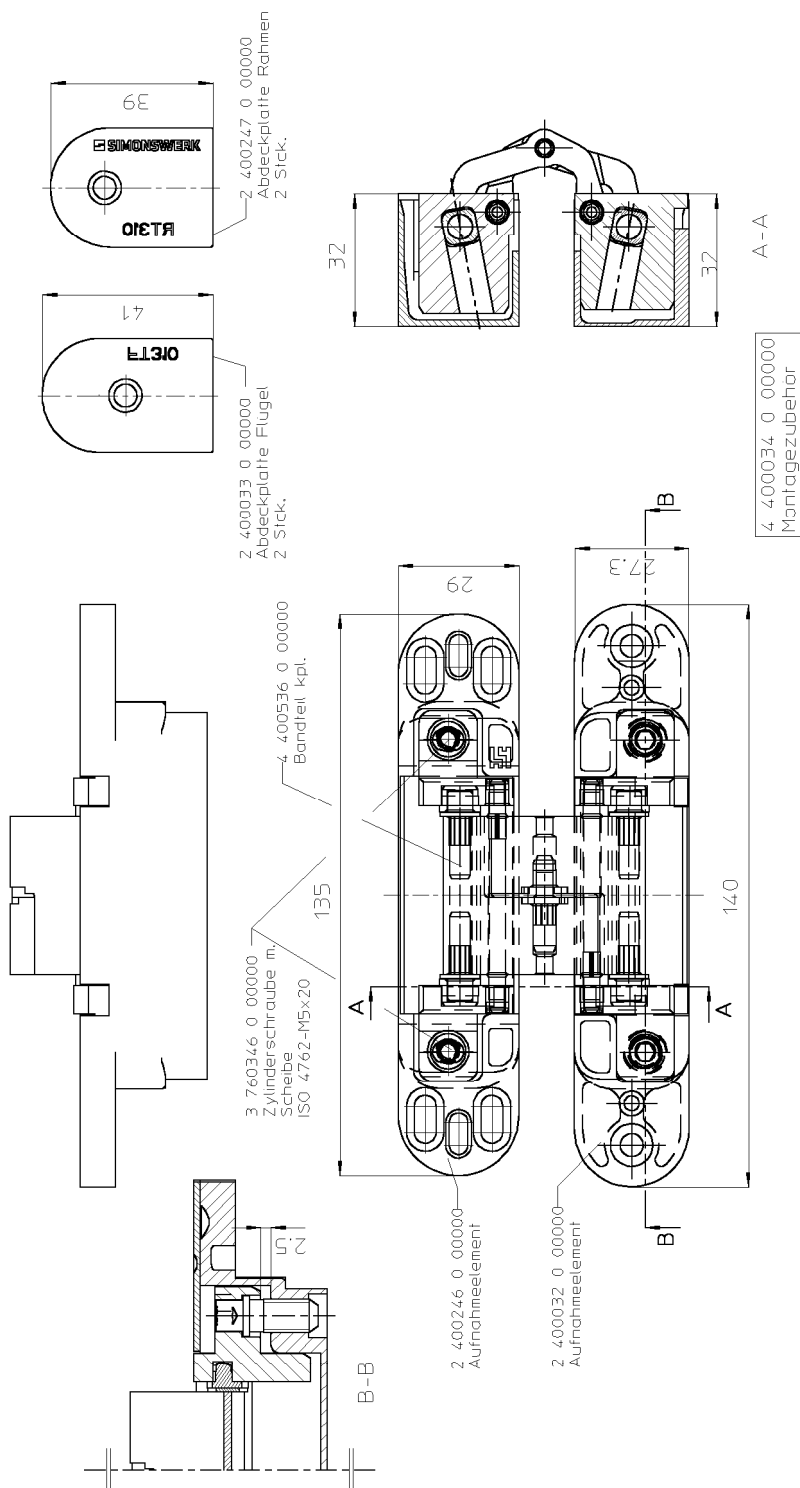 39
SIMONSWERK
RT310
2 400247 0 00000
Abdeckplatte Rahmen
2 Stck.
41
FT310
2 400033 0 00000
Abdeckplatte Flügel
2 Stck.
32
32
A-A
4 400034 0 00000
Montagezubehör
4 400536 0 00000
Bandteil kpl.
3 760346 0 00000
Zylinderschraube m.
Scheibe
ISO 4762-M5x20
135
29
27.3
140
A
A
B
B
2 400246 0 00000
Aufnahmeelement
2 400032 0 00000
Aufnahmeelement
2.5
B-B